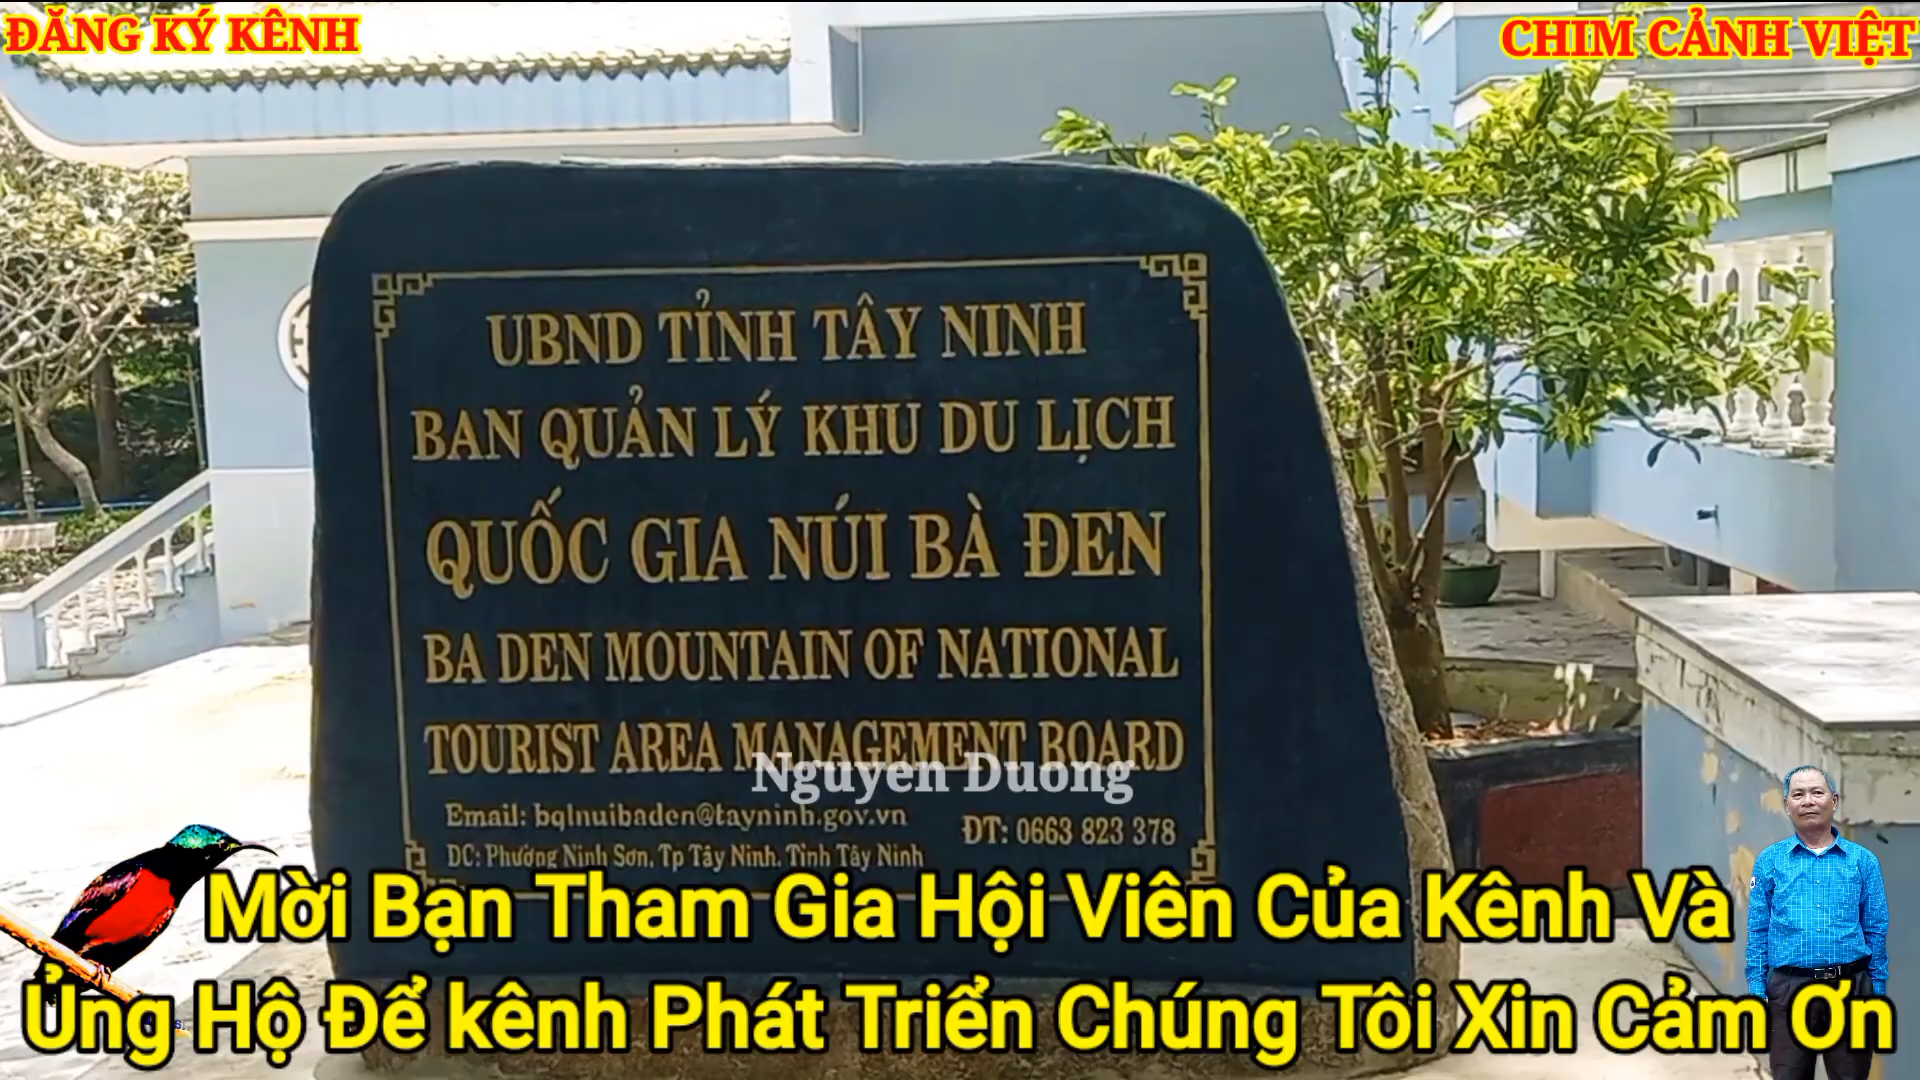 ĐĂNG KÝ KÊNH
CHIM CẢNH VIỆT
UBND TỈNH TÂY NINH
BAN QUẢN LÝ KHU DU LỊCH
QUỐC GIA NÚI BÀ ĐEN
BA DEN MOUNTAIN OF NATIONAL
TOURIST AREA MANAGEMENT BOARD
Nguyen Duong
Email: bqlnuibaden@tayninh.gov.vn
ĐT: 0663 823 378
DC: Phường Ninh Sơn, Tp Tây Ninh. Tỉnh Tây Ninh
Mời Bạn Tham Gia Hội Viên Của Kênh Và
Ủng Hộ Để kênh Phát Triển Chúng Tôi Xin Cảm Ơn